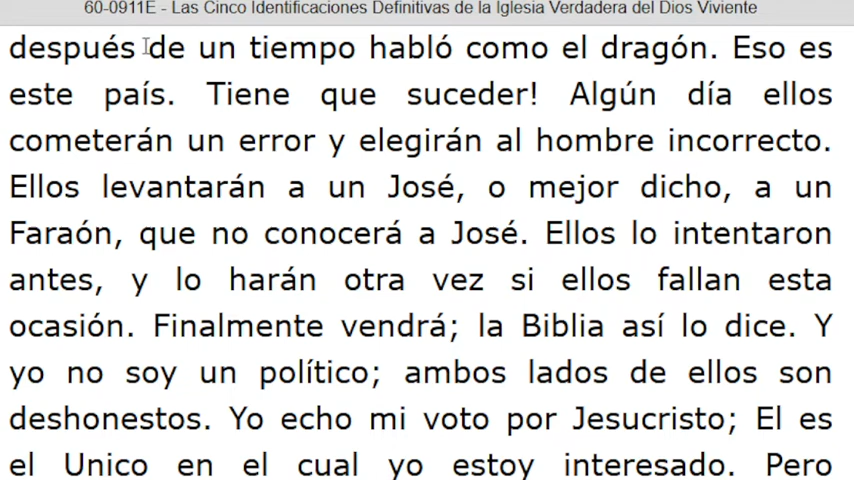 60-0911E - Las Cinco Identificaciones Definitivas de la Iglesia Verdadera del Dios Viviente
después de un tiempo habló como el dragón. Eso es
este país. Tiene que suceder! Algún día ellos
cometerán un error y elegirán al hombre incorrecto.
Ellos levantarán a un José, o mejor dicho, a un
Faraón, que no conocerá a José. Ellos lo intentaron
antes, y lo harán otra vez si ellos fallan esta
ocasión. Finalmente vendrá; la Biblia así lo dice. Y
yo no soy un político; ambos lados de ellos son
deshonestos. Yo echo mi voto por Jesucristo; El es
el Unico en el cual yo estoy interesado. Pero